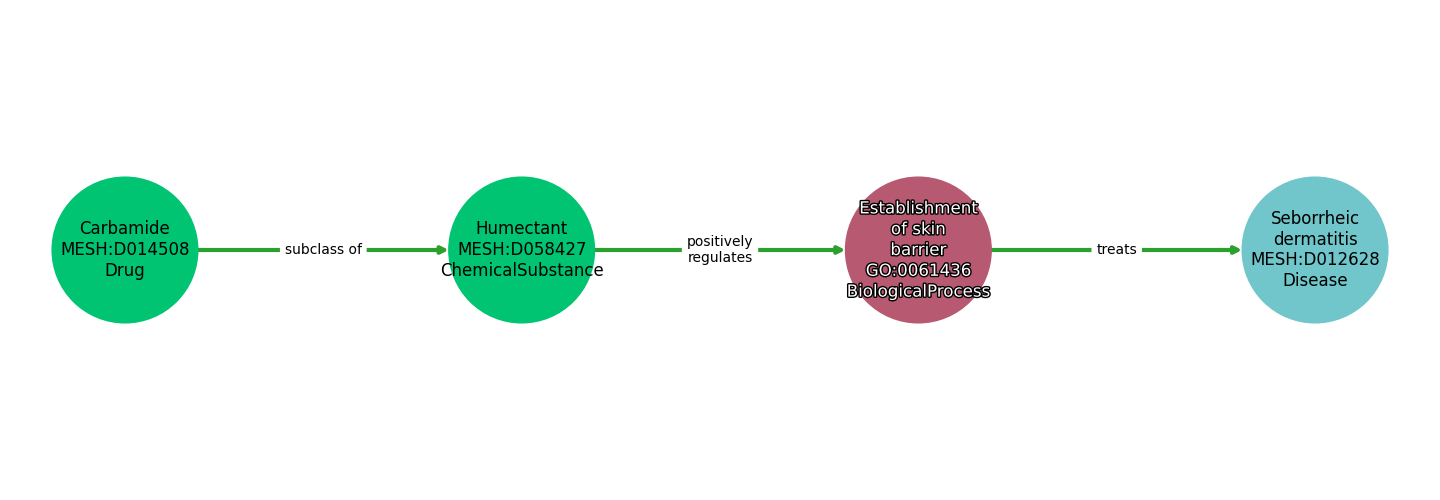 Carbamide
MESH:D014508
Drug
subclass of
Humectant
MESH:D058427
ChemicalSubstance
positively
regulates
Establishment
of skin
barrier
GO:0061436
BiologicalProcess
treats
Seborrheic
dermatitis
MESH:D012628
Disease